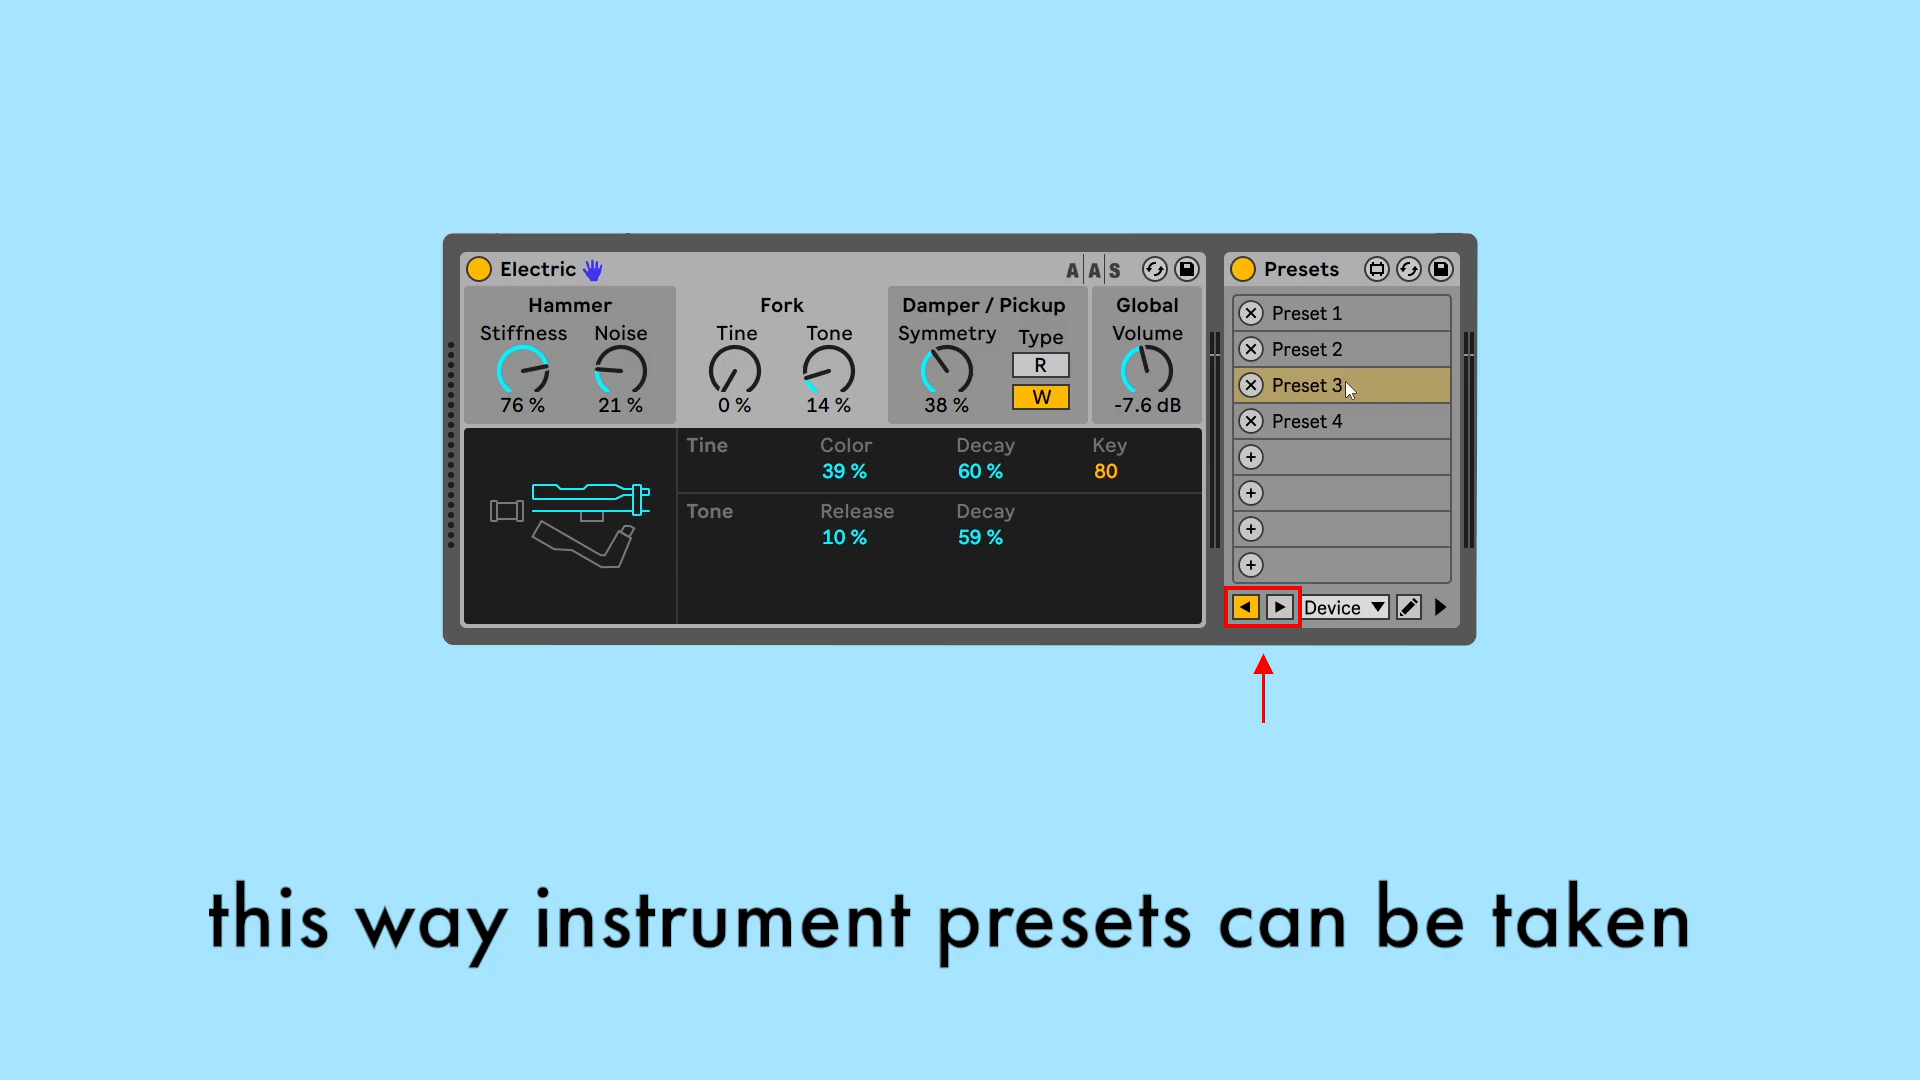 Electric
A A S
Presets
Hammer
Fork
Damper / Pickup
Global
Stiffness
Noise
Tine
Tone
Symmetry
Type
Volume
R
W
76 %
21 %
0 %
14 %
38 %
-7.6 dB
Tine
Color
Decay
Key
39 %
60 %
80
Tone
Release
Decay
10 %
59 %
Preset 1
Preset 2
Preset 3
Preset 4
Device
this way instrument presets can be taken